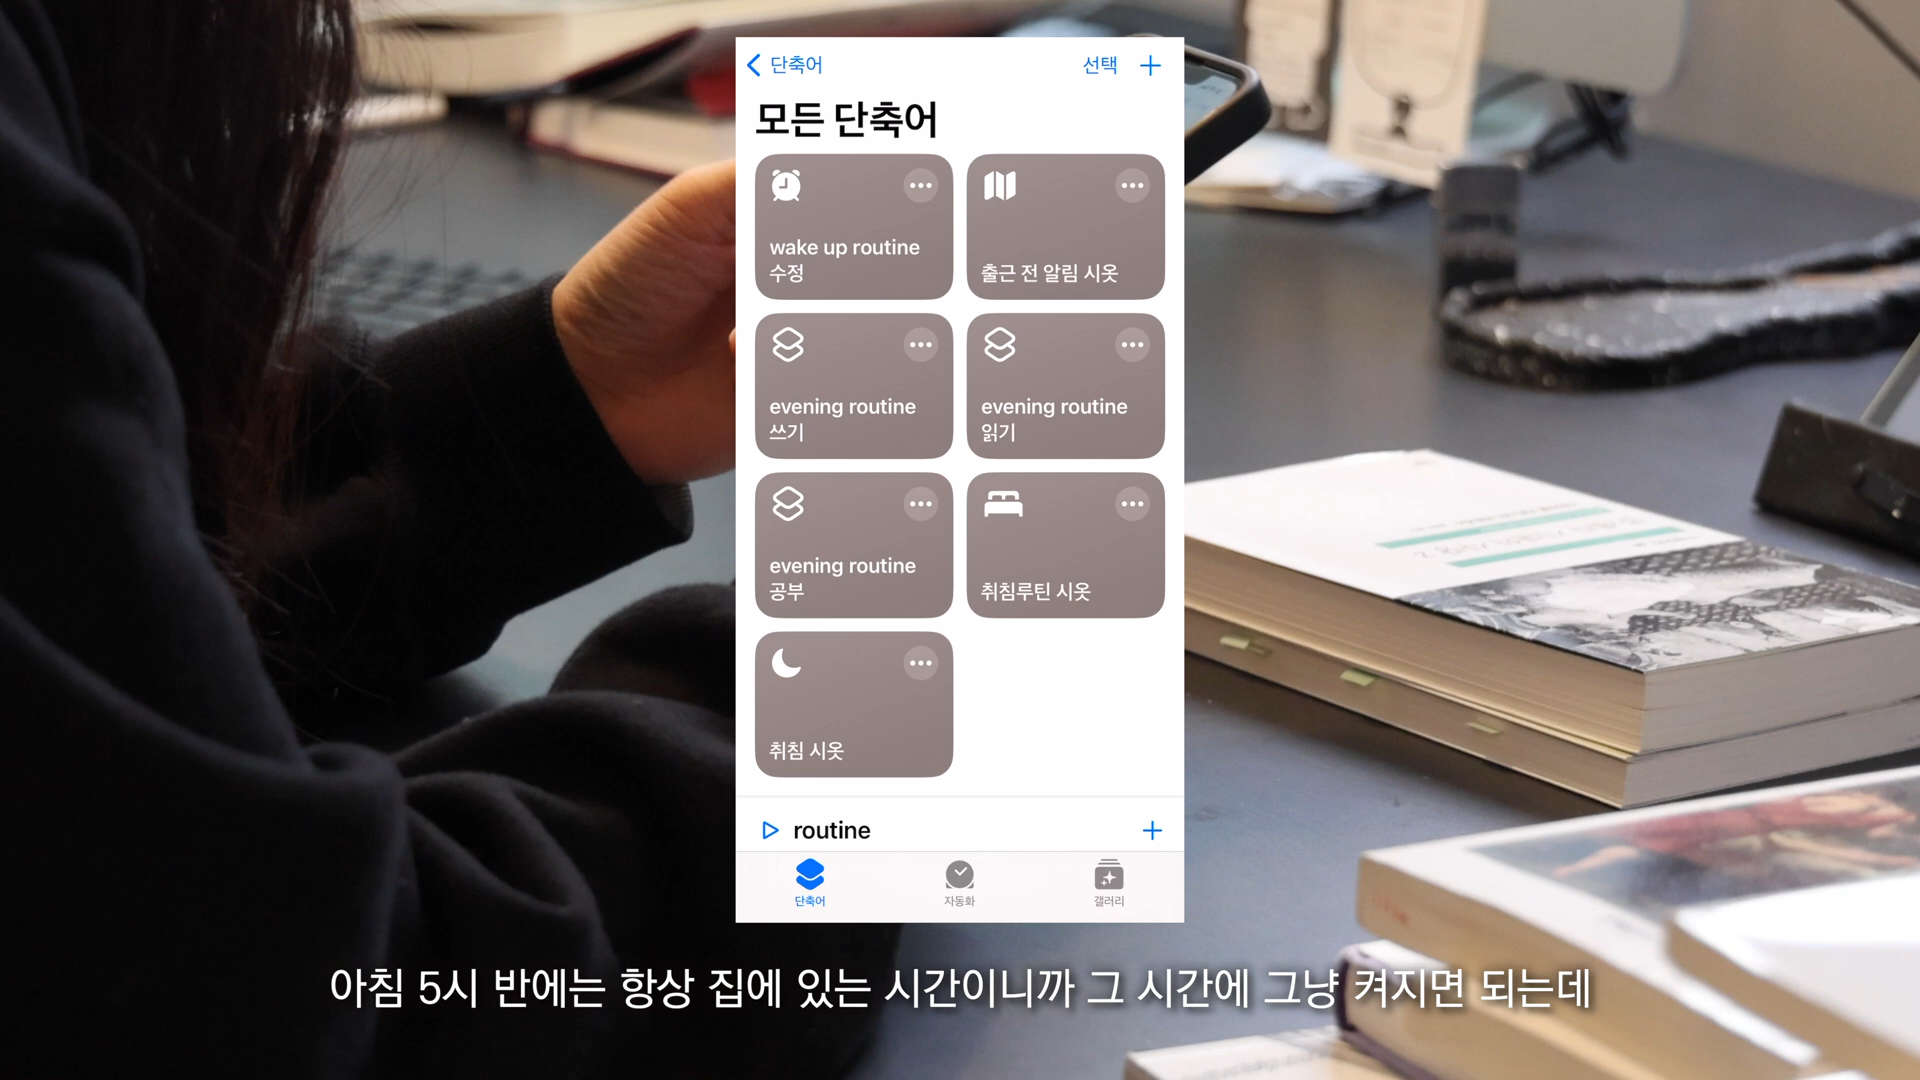 단축어
선택
모든 단축어
wake up routine
수정
출근 전 알림 시옷
evening routine
쓰기
evening routine
읽기
evening routine
공부
취침루틴 시옷
취침 시옷
routine
단축어
자동화
갤러리
아침 5시 반에는 항상 집에 있는 시간이니까 그 시간에 그냥 켜지면 되는데